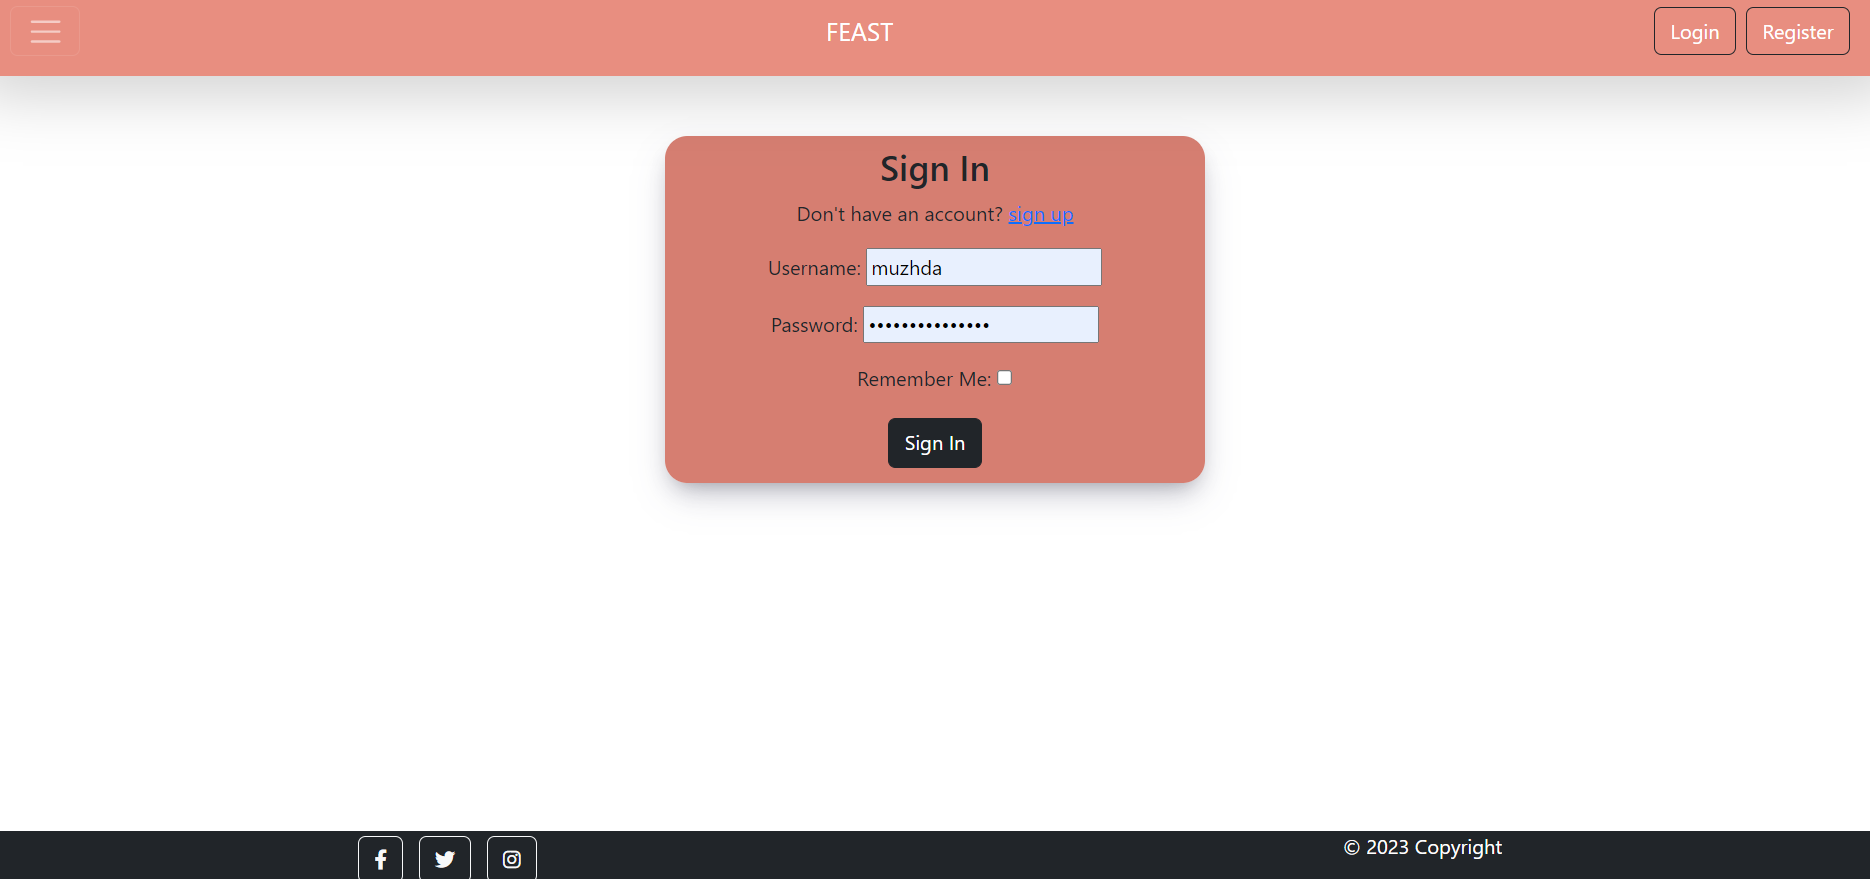 FEAST
Login Register
Sign In
Don't have an account? sign up
Username: muzhda
Password: •••••••••••••••
Remember Me:
Sign In
© 2023 Copyright